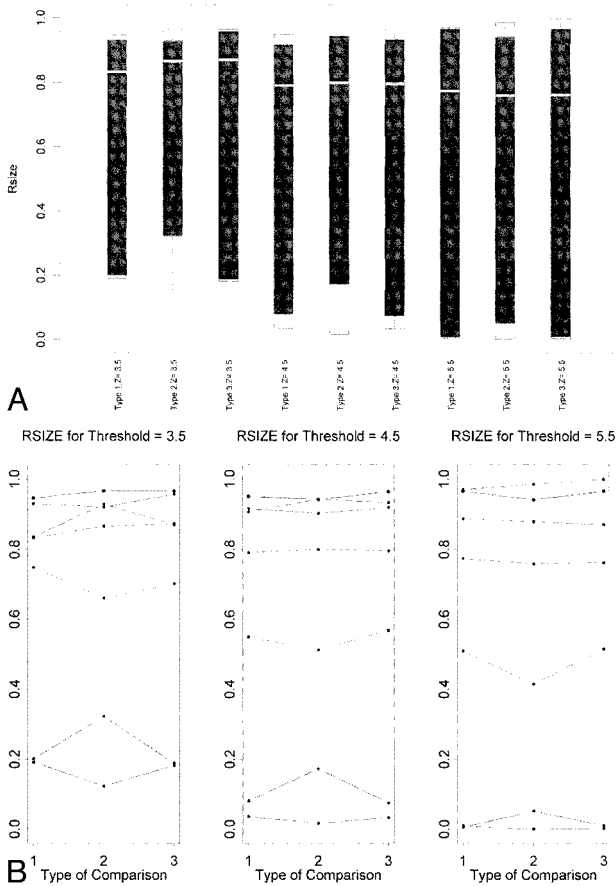 1.0
0.8
0.6
0.4
0.2
0.0
Rsize
Type 1,Z= 3.5
Type 2,Z= 3.5
Type 3,Z= 3.5
Type 1,Z= 4.5
Type 2,Z= 4.5
Type 3,Z= 4.5
Type 1,Z= 5.5
Type 2,Z= 5.5
Type 3,Z= 5.5
A
RSIZE for Threshold = 3.5
RSIZE for Threshold = 4.5
RSIZE for Threshold = 5.5
1.0
0.8
0.6
0.4
0.2
0.0
1.0
0.8
0.6
0.4
0.2
0.0
1.0
0.8
0.6
0.4
0.2
0.0
1 2 3
1 2 3
1 2 3
B
Type of Comparison
Type of Comparison
Type of Comparison